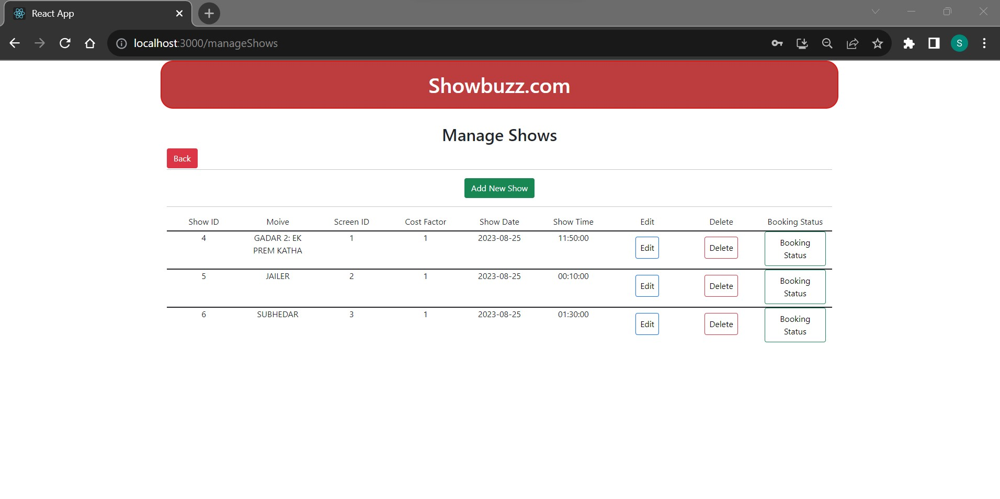 React App
localhost:3000/manageShows
S
Showbuzz.com
Manage Shows
Back
Add New Show
Show ID Moive Screen ID Cost Factor Show Date Show Time Edit Delete Booking Status
4 GADAR 2: EK 1 1 2023-08-25 11:50:00 Edit Delete Booking
PREM KATHA Status
5 JAILER 2 1 2023-08-25 00:10:00 Edit Delete Booking
Status
6 SUBHEDAR 3 1 2023-08-25 01:30:00 Edit Delete Booking
Status